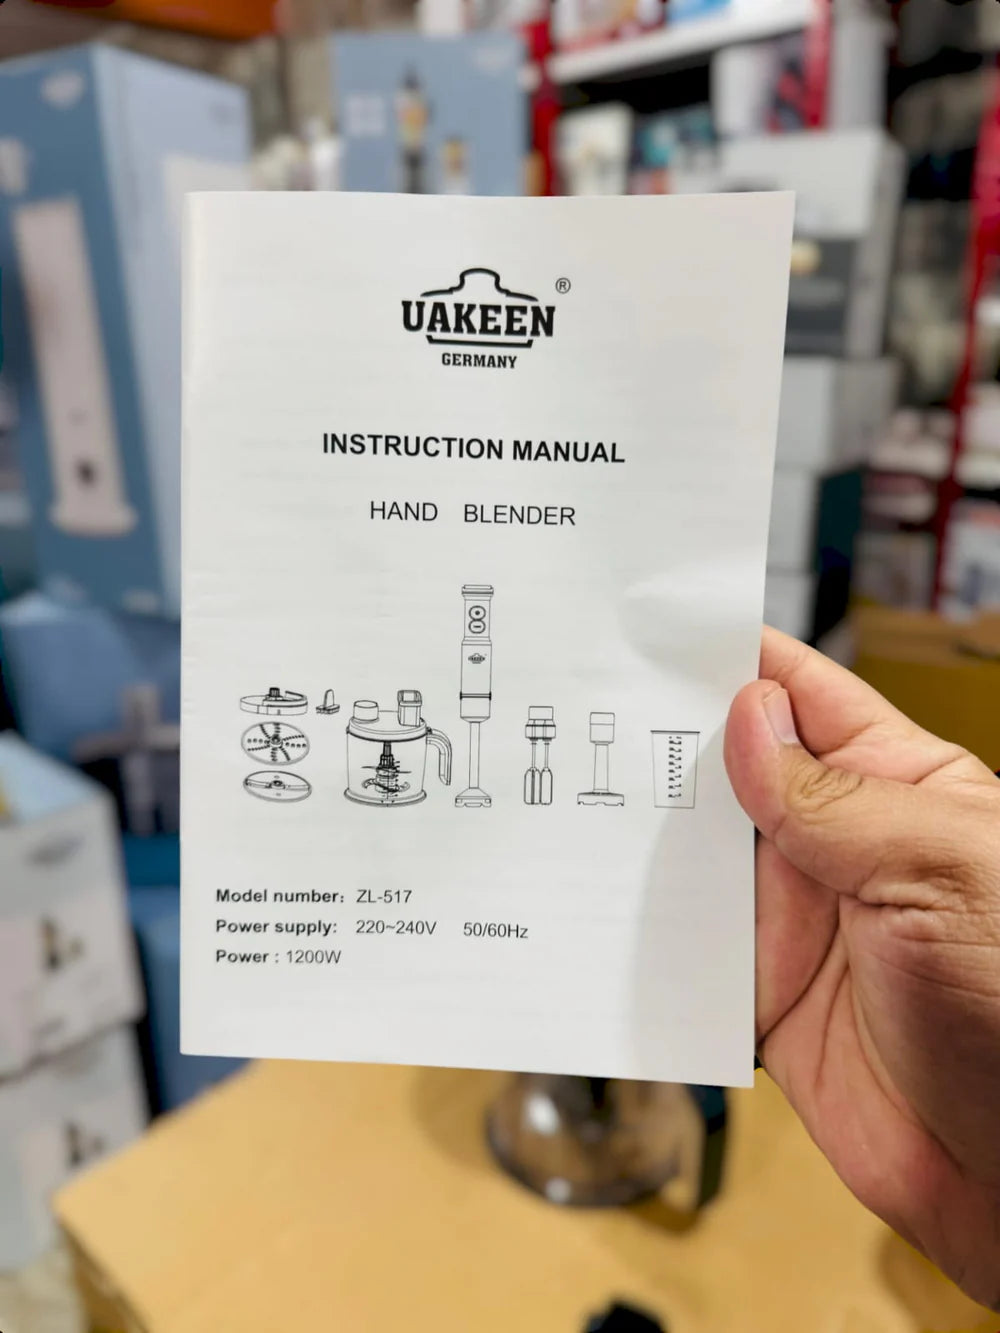 UAKEEN®
GERMANY
INSTRUCTION MANUAL
HAND BLENDER
Model number: ZL-517
Power supply: 220~240V 50/60Hz
Power : 1200W